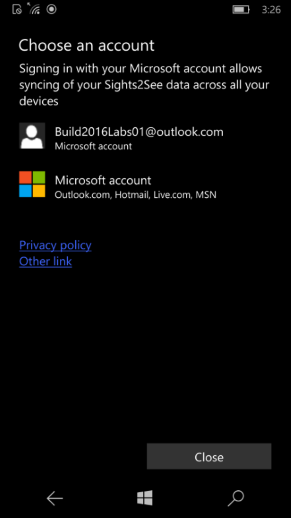 3:26
Choose an account
Signing in with your Microsoft account allows
syncing of your Sights2See data across all your
devices
Build2016Labs01@outlook.com
Microsoft account
Microsoft account
Outlook.com, Hotmail, Live.com, MSN
Privacy policy
Other link
Close